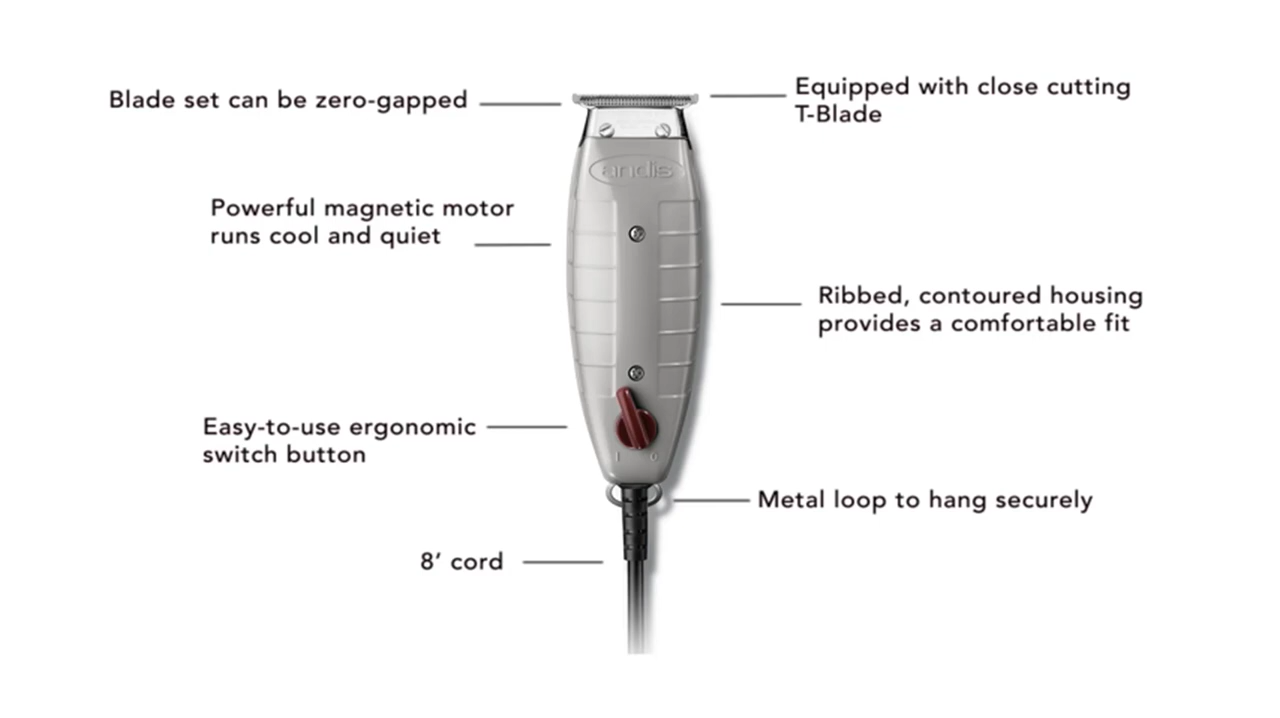 Blade set can be zero-gapped
Equipped with close cutting
T-Blade
andis
Powerful magnetic motor
runs cool and quiet
Ribbed, contoured housing
provides a comfortable fit
Easy-to-use ergonomic
switch button
I 0
Metal loop to hang securely
8’ cord